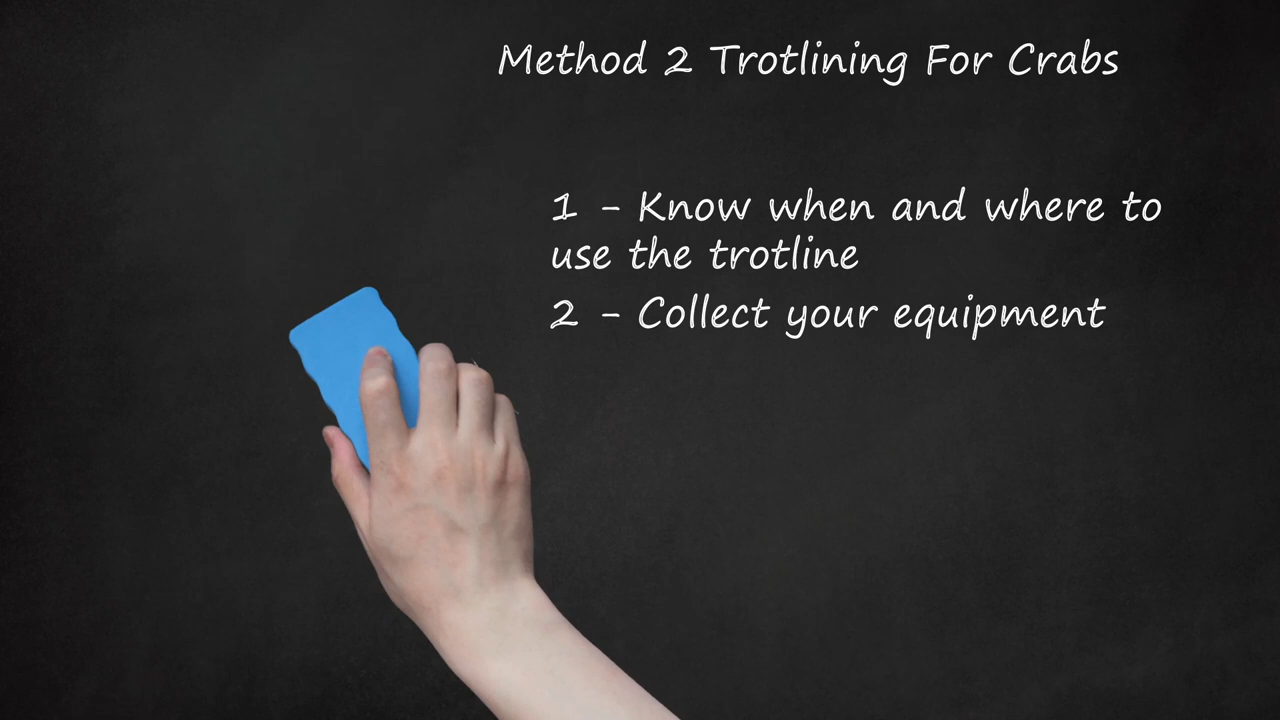 Method 2 Trotlining For Crabs
1 - Know when and where to
use the trotline
2 - Collect your equipment